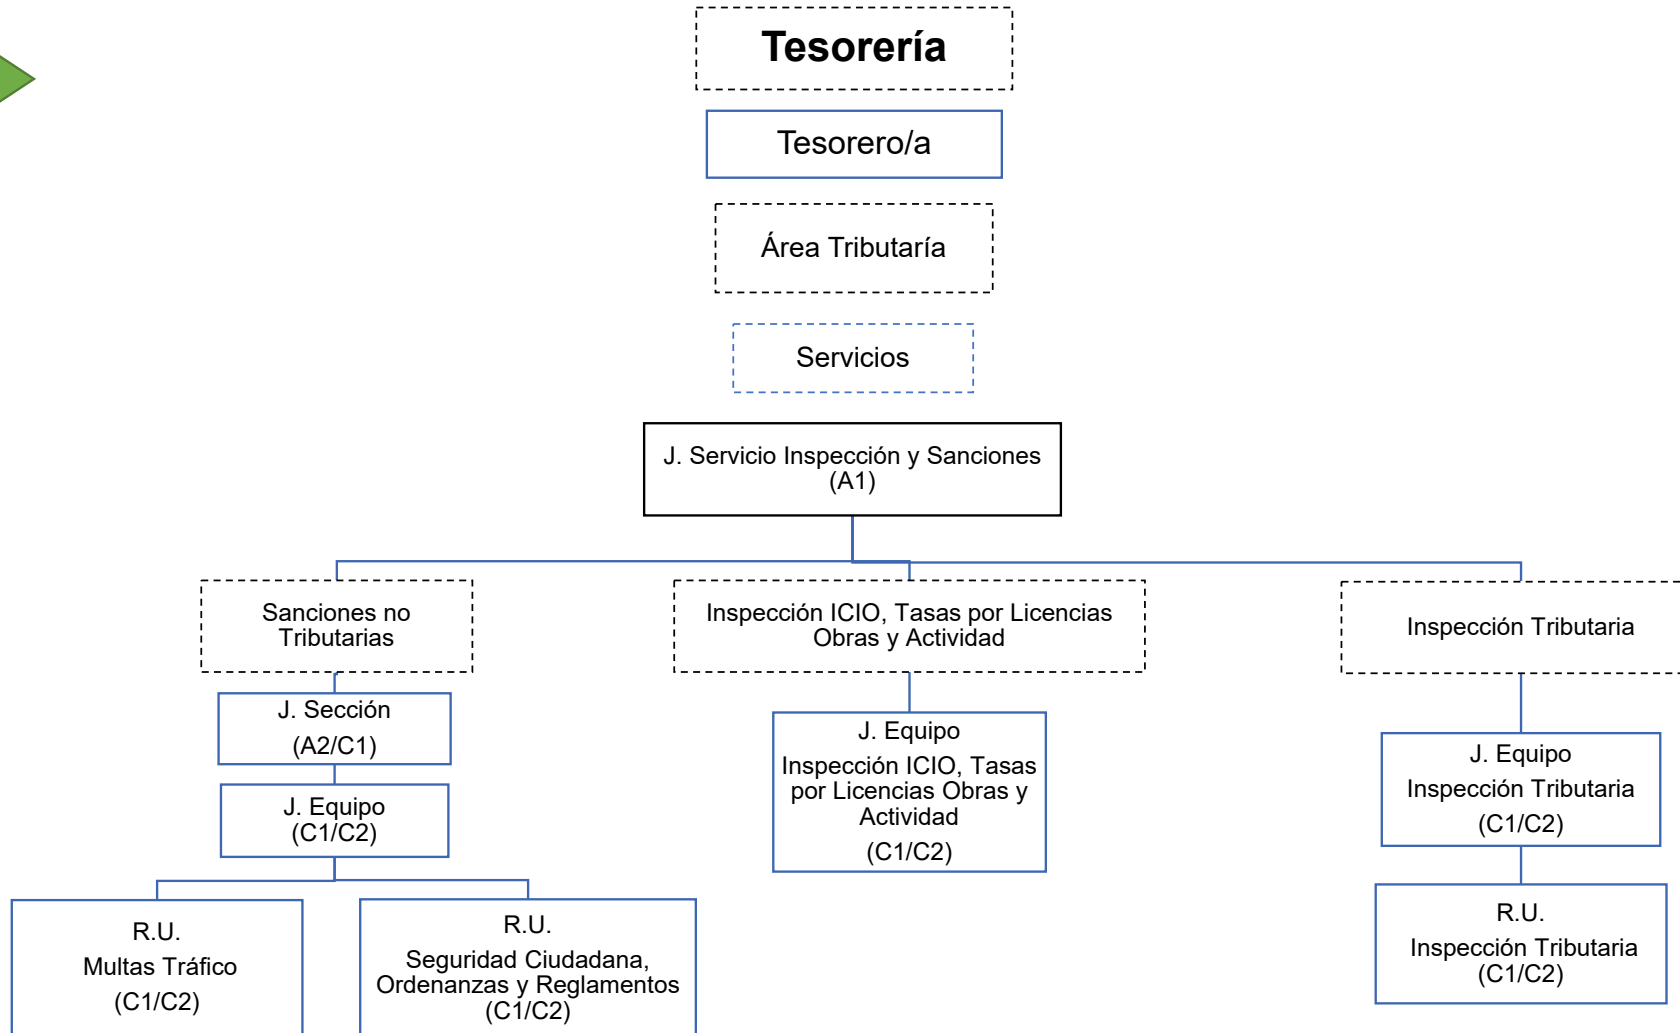 Tesorería
Tesorero/a
Área Tributaría
Servicios
J. Servicio Inspección y Sanciones
(A1)
Sanciones no
Tributarias
Inspección ICIO, Tasas por Licencias
Obras y Actividad
Inspección Tributaria
J. Sección
(A2/C1)
J. Equipo
(C1/C2)
J. Equipo
Inspección ICIO, Tasas
por Licencias Obras y
Actividad
(C1/C2)
J. Equipo
Inspección Tributaria
(C1/C2)
R.U.
Multas Tráfico
(C1/C2)
R.U.
Seguridad Ciudadana,
Ordenanzas y Reglamentos
(C1/C2)
R.U.
Inspección Tributaria
(C1/C2)